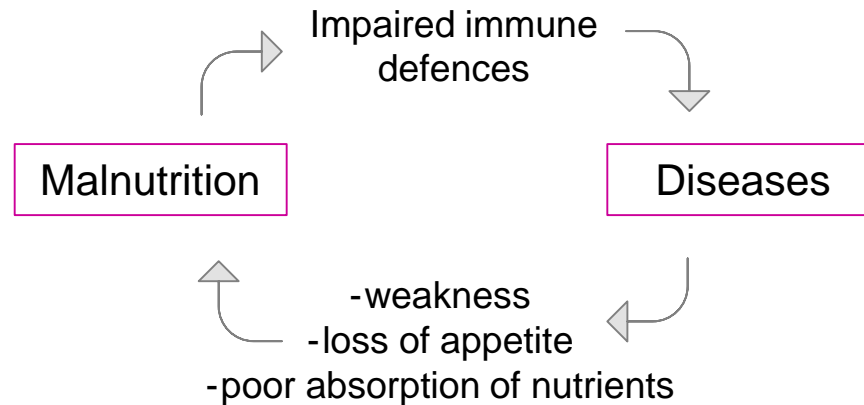 Impaired immune
defences
Malnutrition
Diseases
-weakness
-loss of appetite
-poor absorption of nutrients